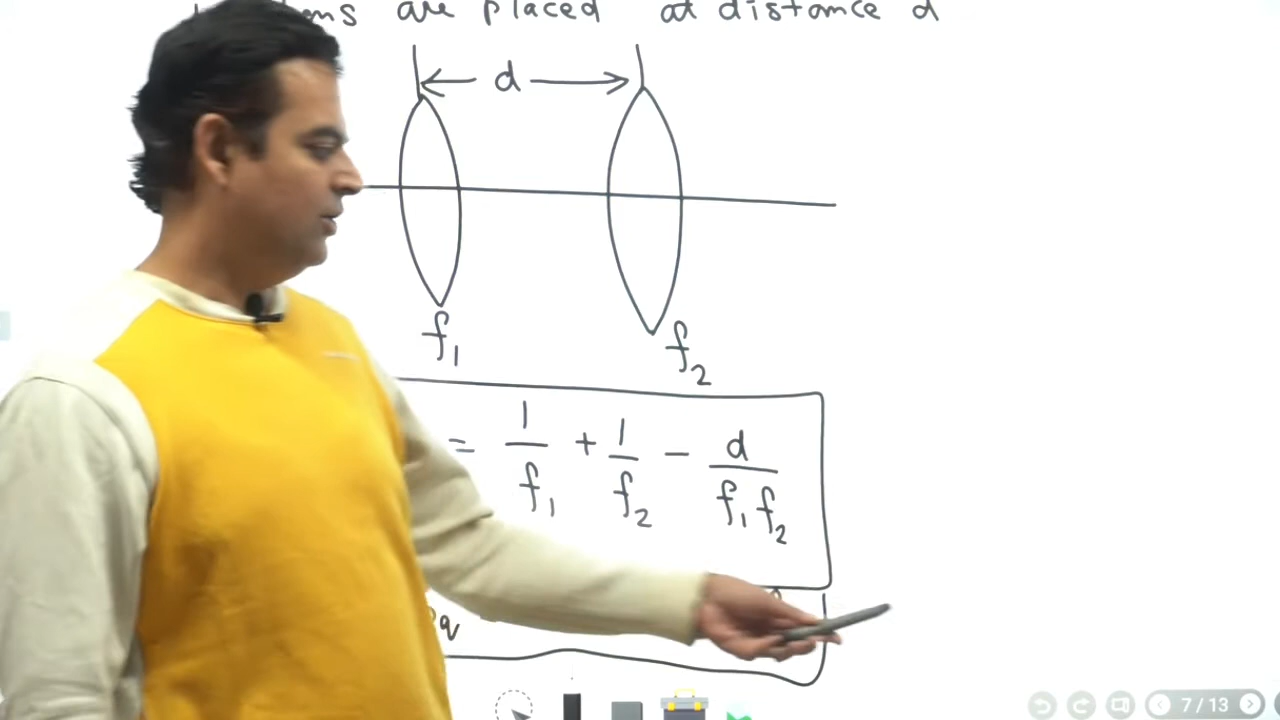 are placed at distance d
d
f₁
f₂
= 1/f₁ + 1/f₂ - d/f₁f₂
7 / 13